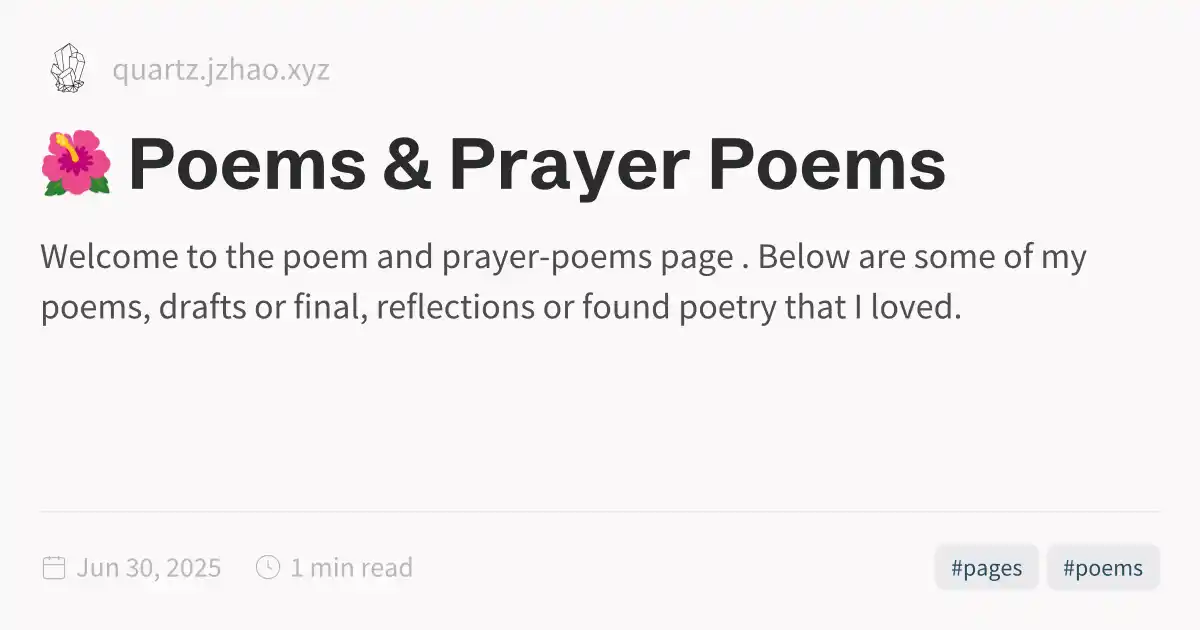 quartz.jzhao.xyz
🌺 Poems & Prayer Poems
Welcome to the poem and prayer-poems page . Below are some of my
poems, drafts or final, reflections or found poetry that I loved.
Jun 30, 2025 1 min read #pages #poems